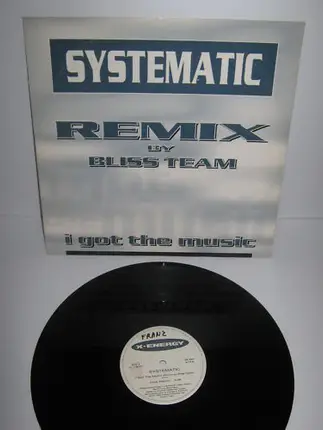 SYSTEMATIC
REMIX
BY
BLISS TEAM
i got the music
FRANZ
K-ENERGY
SYSTEMATIC